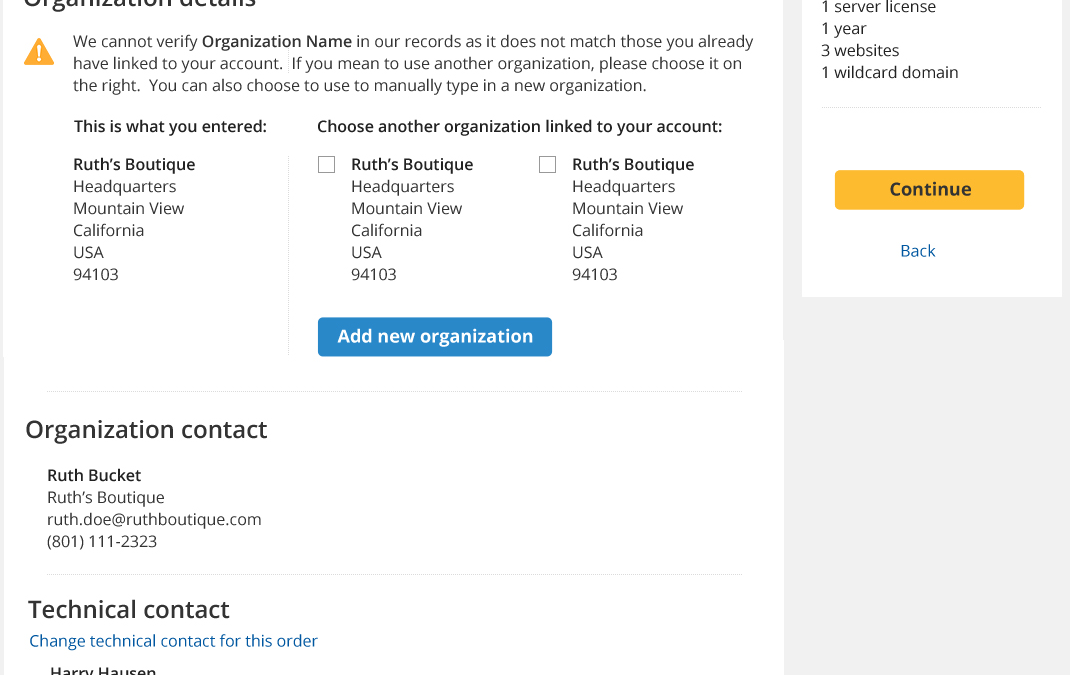 Organization details
We cannot verify Organization Name in our records as it does not match those you already
have linked to your account.  If you mean to use another organization, please choose it on
the right.  You can also choose to use to manually type in a new organization.
This is what you entered:
Ruth’s Boutique
Headquarters
Mountain View
California
USA
94103
Choose another organization linked to your account:
Ruth’s Boutique
Headquarters
Mountain View
California
USA
94103
Ruth’s Boutique
Headquarters
Mountain View
California
USA
94103
Add new organization
Organization contact
Ruth Bucket
Ruth’s Boutique
ruth.doe@ruthboutique.com
(801) 111-2323
Technical contact
Change technical contact for this order
Harry Hausen
1 server license
1 year
3 websites
1 wildcard domain
Continue
Back